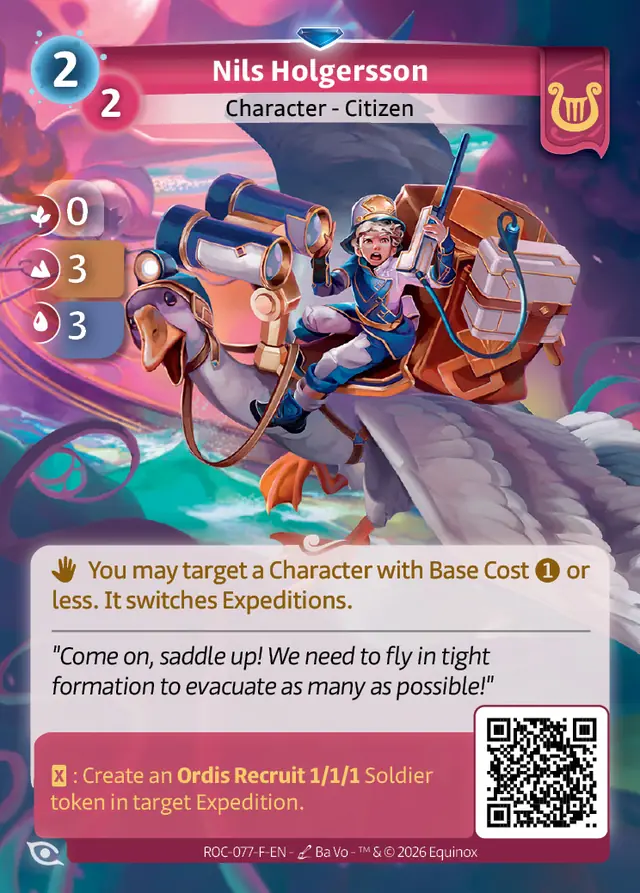 2
Nils Holgersson
2
Character - Citizen
0
3
3
You may target a Character with Base Cost 1 or
less. It switches Expeditions.
"Come on, saddle up! We need to fly in tight
formation to evacuate as many as possible!"
X : Create an Ordis Recruit 1/1/1 Soldier
token in target Expedition.
ROC-077-F-EN - Ba Vo - ™ & © 2026 Equinox